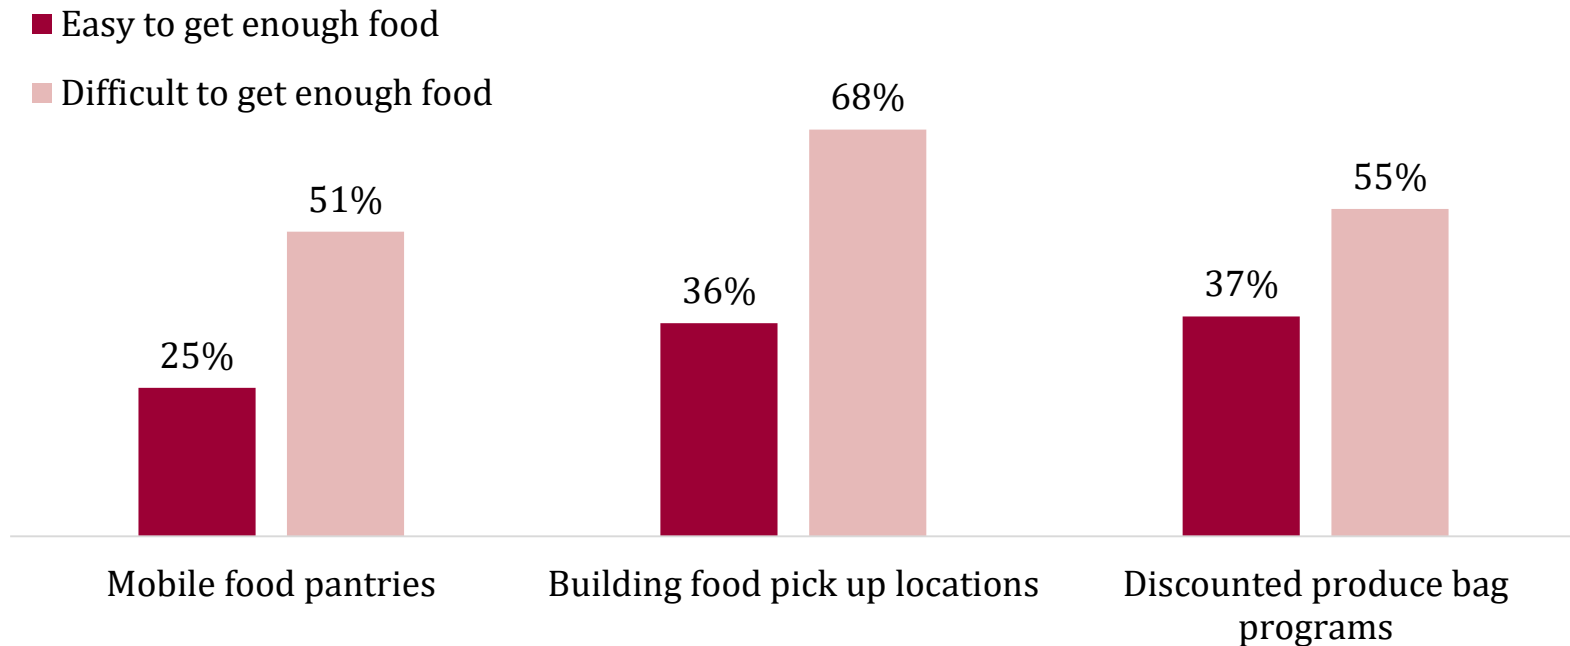 Easy to get enough food
Difficult to get enough food
68%
51%
55%
25%
36%
37%
Mobile food pantries
Building food pick up locations
Discounted produce bag
programs